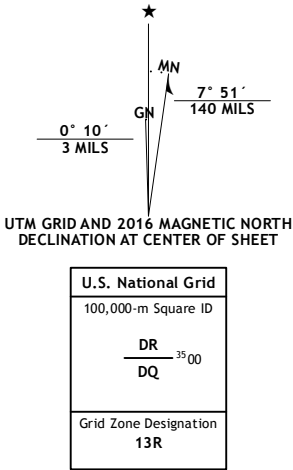 ★
MN
GN
7° 51´
140 MILS
0° 10´
3 MILS
UTM GRID AND 2016 MAGNETIC NORTH
DECLINATION AT CENTER OF SHEET
U.S. National Grid
100,000-m Square ID
DR
3500
DQ
Grid Zone Designation
13R